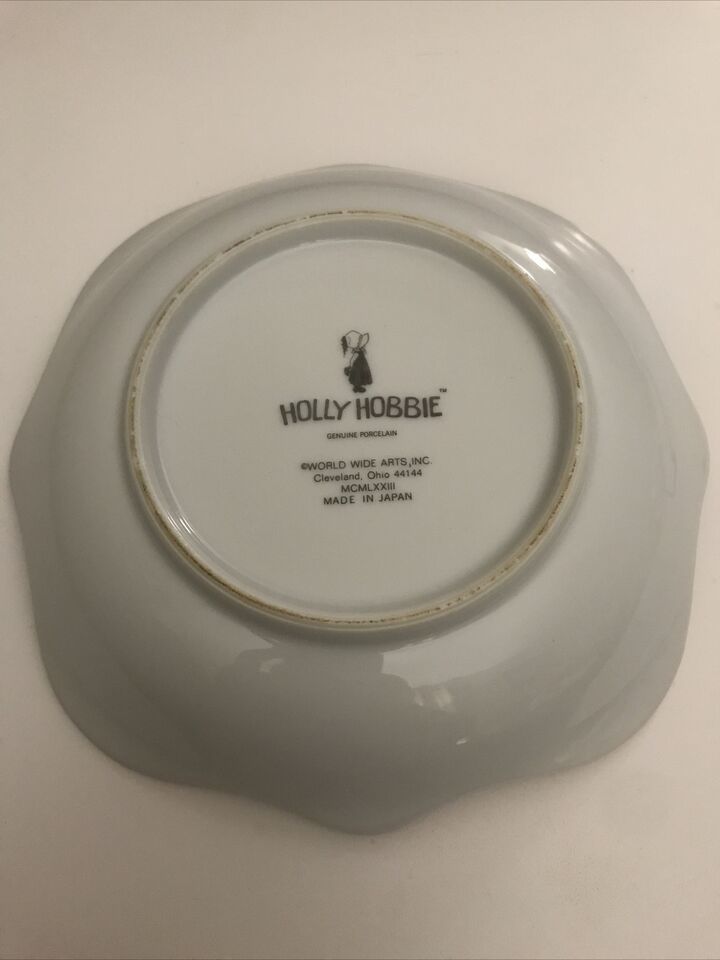 HOLLY HOBBIE™
GENUINE PORCELAIN
©WORLD WIDE ARTS, INC.
Cleveland, Ohio 44144
MCMLXXIII
MADE IN JAPAN